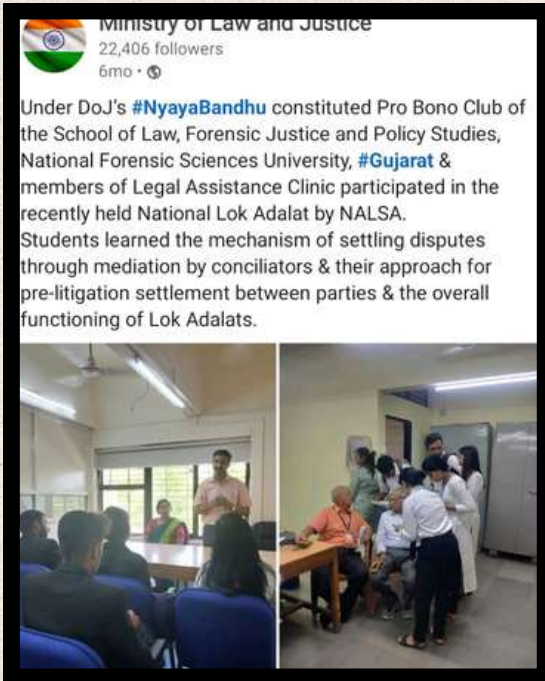 Ministry of Law and Justice
22,406 followers
6mo •
Under DoJ's #NyayaBandhu constituted Pro Bono Club of
the School of Law, Forensic Justice and Policy Studies,
National Forensic Sciences University, #Gujarat &
members of Legal Assistance Clinic participated in the
recently held National Lok Adalat by NALSA.
Students learned the mechanism of settling disputes
through mediation by conciliators & their approach for
pre-litigation settlement between parties & the overall
functioning of Lok Adalats.